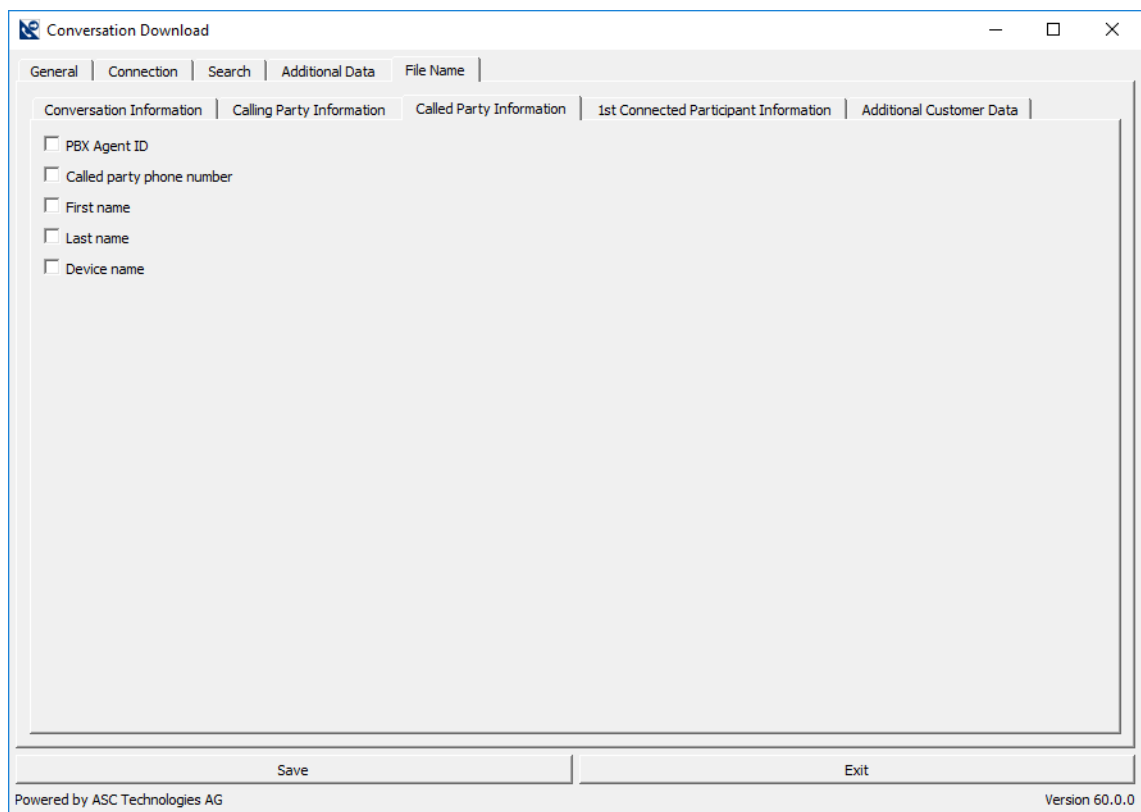 Conversation Download
General Connection Search Additional Data File Name
Conversation Information Calling Party Information Called Party Information 1st Connected Participant Information Additional Customer Data
PBX Agent ID
Called party phone number
First name
Last name
Device name
Save Exit
Powered by ASC Technologies AG Version 60.0.0